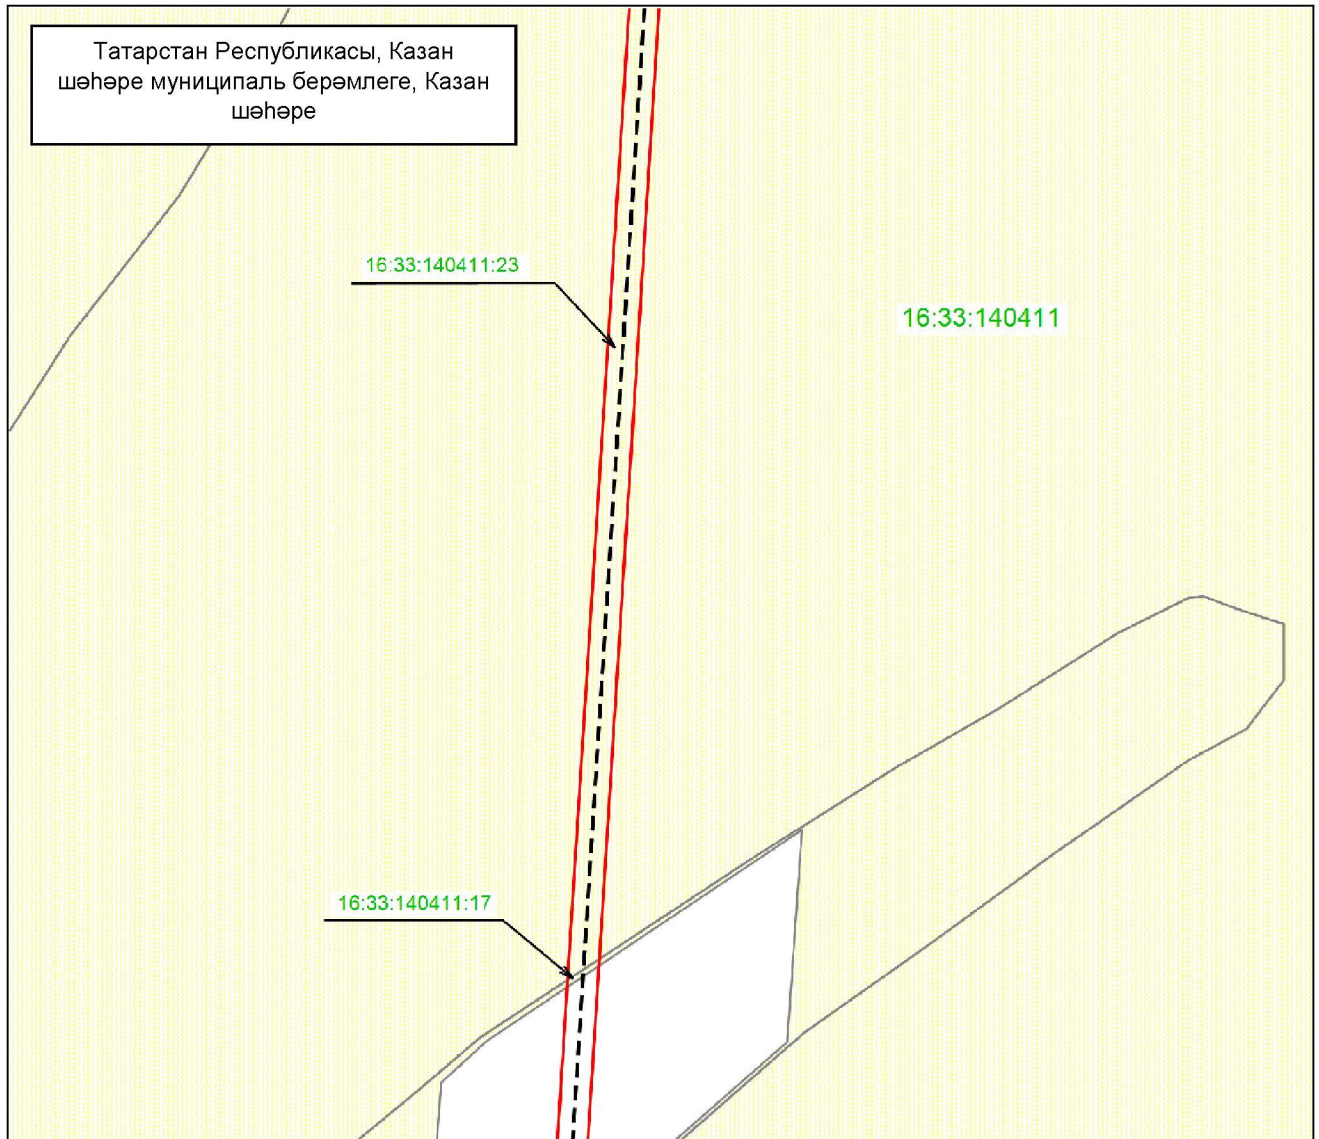 Татарстан Республикасы, Казан
шәһәре муниципаль берәмлеге, Казан
шәһәре
16:33:140411:23
16:33:140411
16:33:140411:17